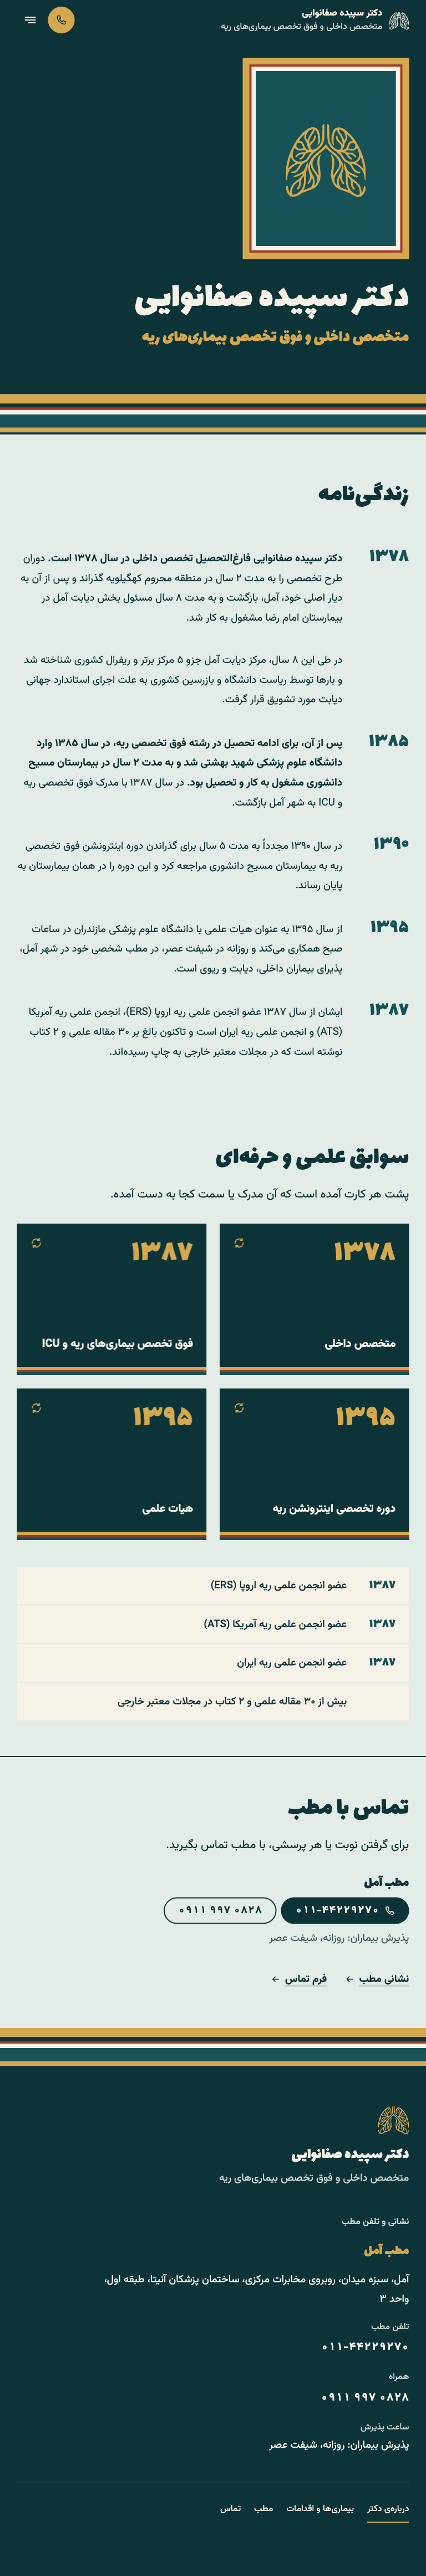 دکتر سپیده صفانوایی
متخصص داخلی و فوق تخصص بیماری‌های ریه
دکتر سپیده صفانوایی
متخصص داخلی و فوق تخصص بیماری‌های ریه
زندگی‌نامه
۱۳۷۸
دکتر سپیده صفانوایی فارغ‌التحصیل تخصص داخلی در سال ۱۳۷۸ است. دوران
طرح تخصصی را به مدت ۲ سال در منطقه محروم کهگیلویه گذراند و پس از آن به
دیار اصلی خود، آمل، بازگشت و به مدت ۸ سال مسئول بخش دیابت آمل در
بیمارستان امام رضا مشغول به کار شد.
در طی این ۸ سال، مرکز دیابت آمل جزو ۵ مرکز برتر و ریفرال کشوری شناخته شد
و بارها توسط ریاست دانشگاه و بازرسین کشوری به علت اجرای استاندارد جهانی
دیابت مورد تشویق قرار گرفت.
۱۳۸۵
پس از آن، برای ادامه تحصیل در رشته فوق تخصصی ریه، در سال ۱۳۸۵ وارد
دانشگاه علوم پزشکی شهید بهشتی شد و به مدت ۲ سال در بیمارستان مسیح
دانشوری مشغول به کار و تحصیل بود. در سال ۱۳۸۷ با مدرک فوق تخصصی ریه
و ICU به شهر آمل بازگشت.
۱۳۹۰
در سال ۱۳۹۰ مجدداً به مدت ۵ سال برای گذراندن دوره اینترونشن فوق تخصصی
ریه به بیمارستان مسیح دانشوری مراجعه کرد و این دوره را در همان بیمارستان به
پایان رساند.
۱۳۹۵
از سال ۱۳۹۵ به عنوان هیات علمی با دانشگاه علوم پزشکی مازندران در ساعات
صبح همکاری می‌کند و روزانه در شیفت عصر، در مطب شخصی خود در شهر آمل،
پذیرای بیماران داخلی، دیابت و ریوی است.
۱۳۸۷
ایشان از سال ۱۳۸۷ عضو انجمن علمی ریه اروپا (ERS)، انجمن علمی ریه آمریکا
(ATS) و انجمن علمی ریه ایران است و تاکنون بالغ بر ۳۰ مقاله علمی و ۲ کتاب
نوشته است که در مجلات معتبر خارجی به چاپ رسیده‌اند.
سوابق علمی و حرفه‌ای
پشت هر کارت آمده است که آن مدرک یا سمت کجا به دست آمده.
۱۳۷۸
متخصص داخلی
۱۳۸۷
فوق تخصص بیماری‌های ریه و ICU
۱۳۹۵
دوره تخصصی اینترونشن ریه
۱۳۹۵
هیات علمی
۱۳۸۷ عضو انجمن علمی ریه اروپا (ERS)
۱۳۸۷ عضو انجمن علمی ریه آمریکا (ATS)
۱۳۸۷ عضو انجمن علمی ریه ایران
بیش از ۳۰ مقاله علمی و ۲ کتاب در مجلات معتبر خارجی
تماس با مطب
برای گرفتن نوبت یا هر پرسشی، با مطب تماس بگیرید.
مطب آمل
۰۱۱-۴۴۲۲۹۲۷۰
۰۹۱۱ ۹۹۷ ۰۸۲۸
پذیرش بیماران: روزانه، شیفت عصر
نشانی مطب ←
فرم تماس ←
دکتر سپیده صفانوایی
متخصص داخلی و فوق تخصص بیماری‌های ریه
نشانی و تلفن مطب
مطب آمل
آمل، سبزه میدان، روبروی مخابرات مرکزی، ساختمان پزشکان آنیتا، طبقه اول،
واحد ۳
تلفن مطب
۰۱۱-۴۴۲۲۹۲۷۰
همراه
۰۹۱۱ ۹۹۷ ۰۸۲۸
ساعت پذیرش
پذیرش بیماران: روزانه، شیفت عصر
درباره‌ی دکتر بیماری‌ها و اقدامات مطب تماس